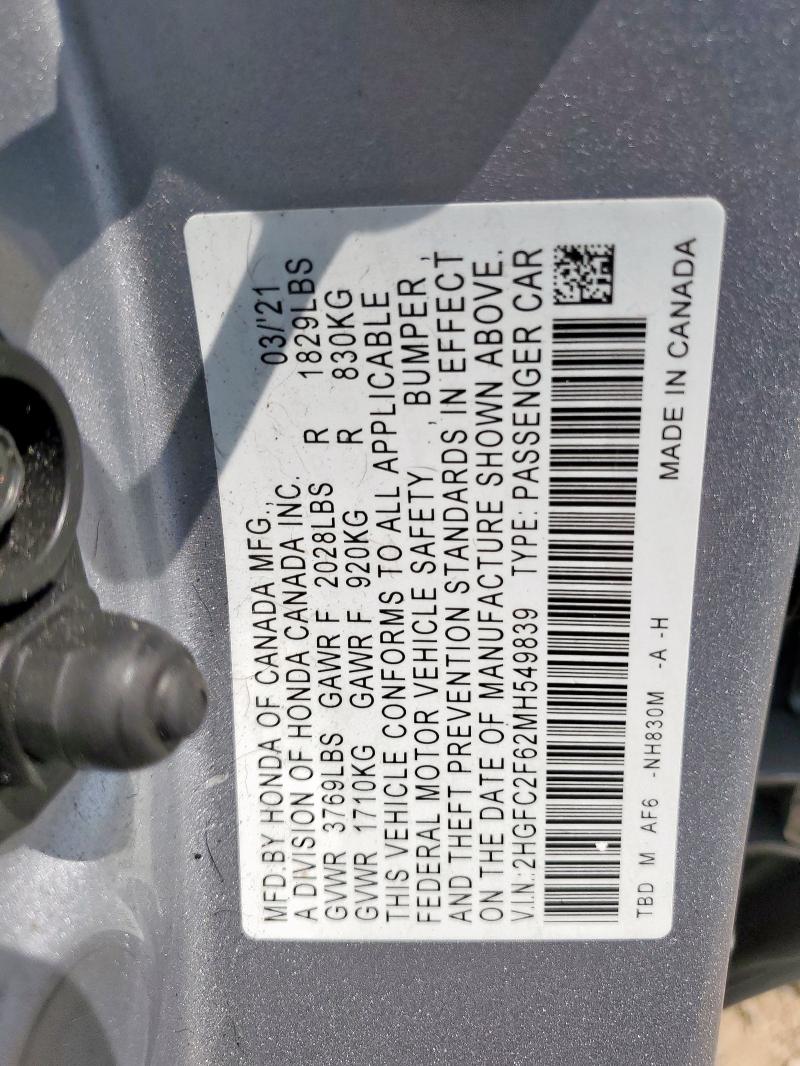 MFD.BY HONDA OF CANADA MFG., 03/'21
A DIVISION OF HONDA CANADA INC.
GVWR 3769LBS GAWR F 2028LBS R 1829LBS
GVWR 1710KG GAWR F 920KG R 830KG
THIS VEHICLE CONFORMS TO ALL APPLICABLE
FEDERAL MOTOR VEHICLE SAFETY , BUMPER ,
AND THEFT PREVENTION STANDARDS IN EFFECT
ON THE DATE OF MANUFACTURE SHOWN ABOVE.
V.I.N.:2HGFC2F62MH549839 TYPE: PASSENGER CAR
TBD M AF6 -NH830M -A -H
MADE IN CANADA